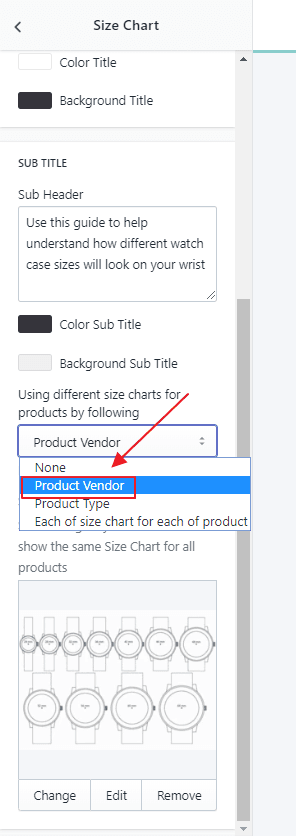 Size Chart
Color Title
Background Title
SUB TITLE
Sub Header
Use this guide to help
understand how different watch
case sizes will look on your wrist
Color Sub Title
Background Sub Title
Using different size charts for
products by following
Product Vendor
None
Product Vendor
Product Type
Each of size chart for each of product
show the same Size Chart for all
products
Change
Edit
Remove